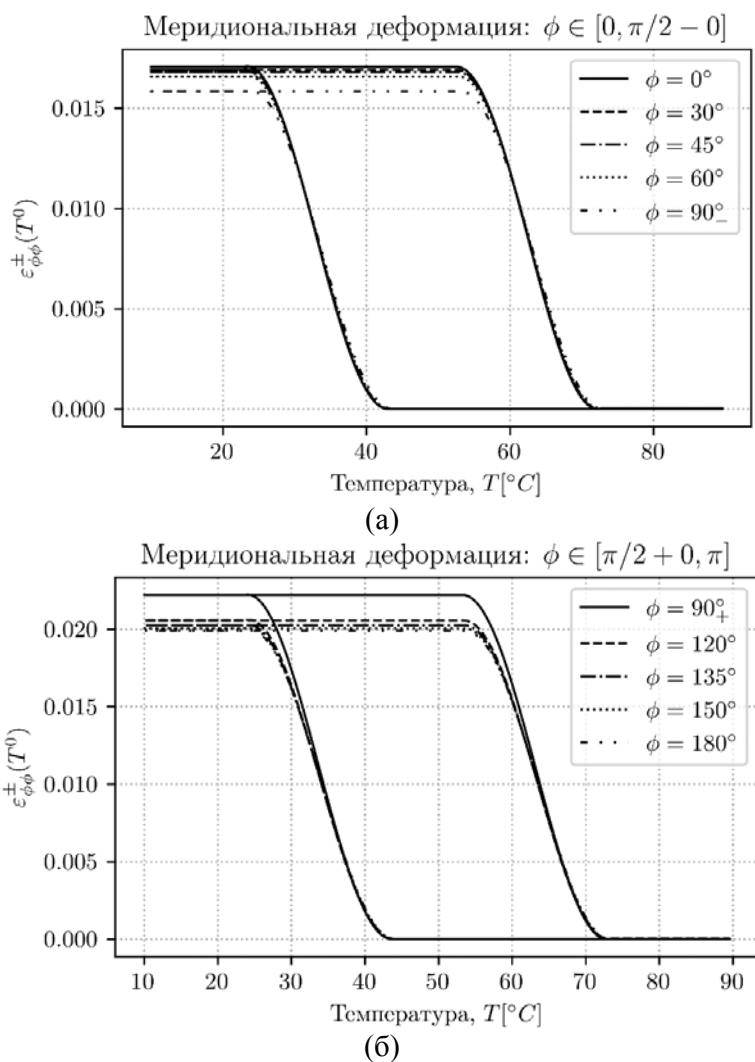 Меридиональная деформация: ϕ ∈ [0, π/2 − 0]
0.015
0.010
0.005
0.000
ε±ϕϕ(T⁰)
ϕ = 0°
ϕ = 30°
ϕ = 45°
ϕ = 60°
ϕ = 90°₋
20 40 60 80
Температура, T[°C]
(а)
Меридиональная деформация: ϕ ∈ [π/2 + 0, π]
0.020
0.015
0.010
0.005
0.000
ε±ϕϕ(T⁰)
ϕ = 90°₊
ϕ = 120°
ϕ = 135°
ϕ = 150°
ϕ = 180°
10 20 30 40 50 60 70 80 90
Температура, T[°C]
(б)